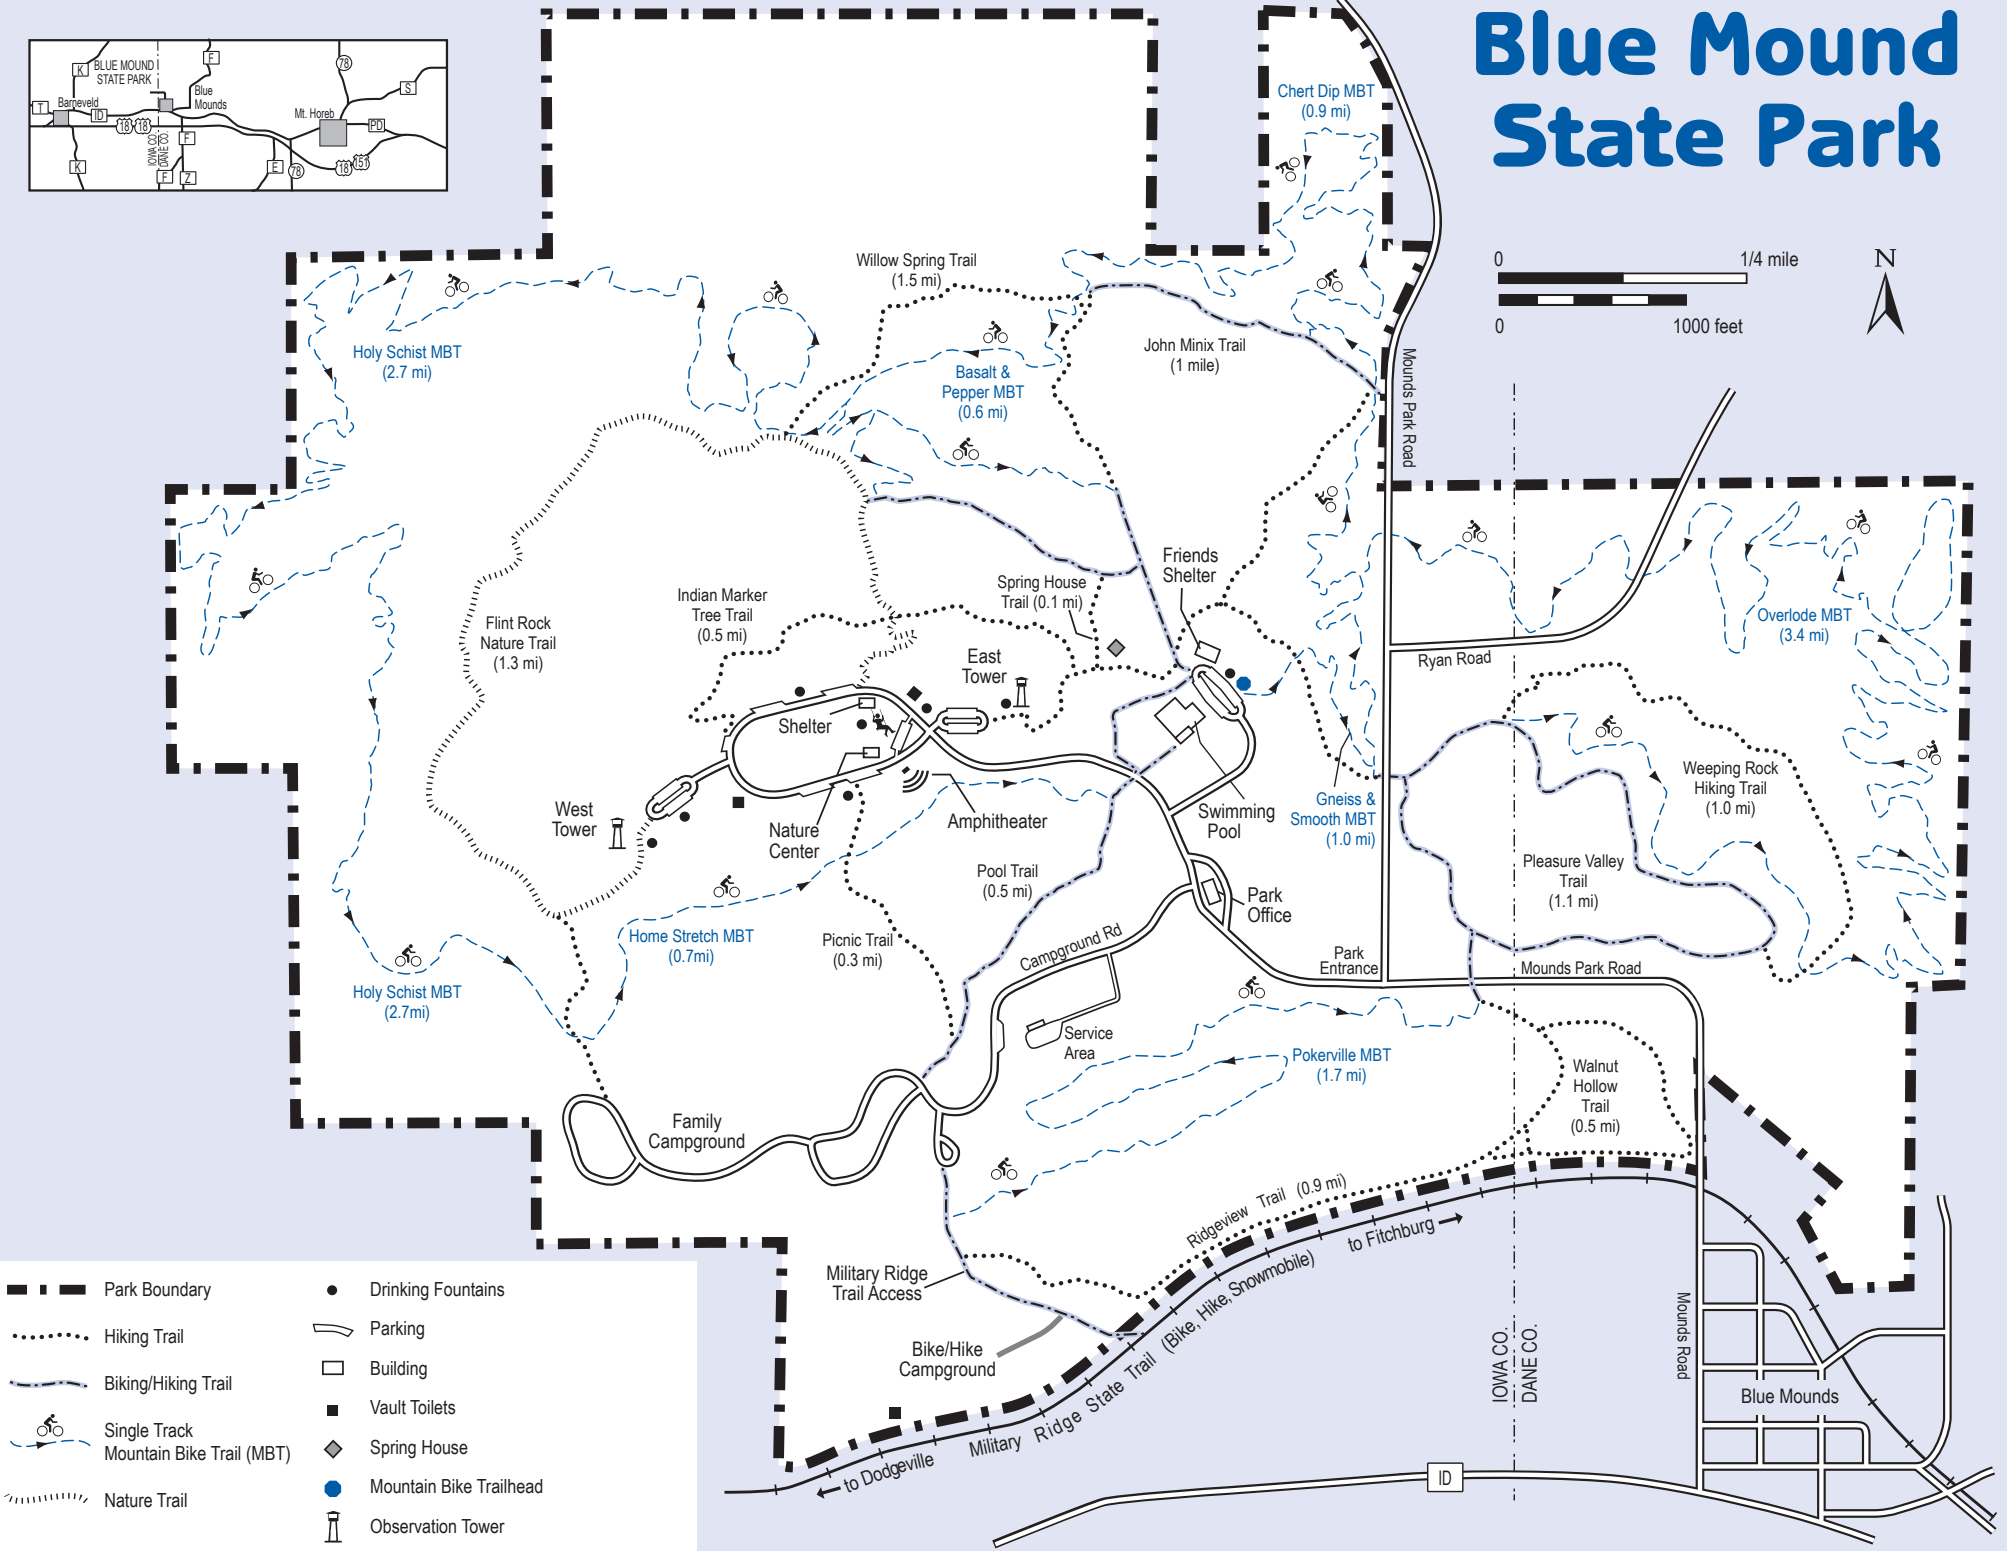 Blue Mound
State Park
K
BLUE MOUND
STATE PARK
F
78
S
T
Barneveld
ID
Blue
Mounds
Mt. Horeb
18
18
PD
IOWA CO.
DANE CO.
F
K
F
Z
E
78
18
151
0
1/4 mile
0
1000 feet
N
Chert Dip MBT
(0.9 mi)
Willow Spring Trail
(1.5 mi)
Holy Schist MBT
(2.7 mi)
Basalt &
Pepper MBT
(0.6 mi)
John Minix Trail
(1 mile)
Mounds Park Road
Friends
Shelter
Spring House
Trail (0.1 mi)
Indian Marker
Tree Trail
(0.5 mi)
Flint Rock
Nature Trail
(1.3 mi)
East
Tower
Shelter
Overlode MBT
(3.4 mi)
Ryan Road
Weeping Rock
Hiking Trail
(1.0 mi)
West
Tower
Nature
Center
Amphitheater
Swimming
Pool
Gneiss &
Smooth MBT
(1.0 mi)
Pleasure Valley
Trail
(1.1 mi)
Pool Trail
(0.5 mi)
Park
Office
Home Stretch MBT
(0.7mi)
Picnic Trail
(0.3 mi)
Campground Rd
Park
Entrance
Mounds Park Road
Holy Schist MBT
(2.7mi)
Service
Area
Pokerville MBT
(1.7 mi)
Walnut
Hollow
Trail
(0.5 mi)
Family
Campground
Ridgeview Trail (0.9 mi)
to Fitchburg
Military Ridge
Trail Access
Bike/Hike
Campground
Military Ridge State Trail (Bike, Hike, Snowmobile)
to Dodgeville
IOWA CO.
DANE CO.
Mounds Road
Blue Mounds
ID
Park Boundary
Hiking Trail
Biking/Hiking Trail
Single Track
Mountain Bike Trail (MBT)
Nature Trail
Drinking Fountains
Parking
Building
Vault Toilets
Spring House
Mountain Bike Trailhead
Observation Tower